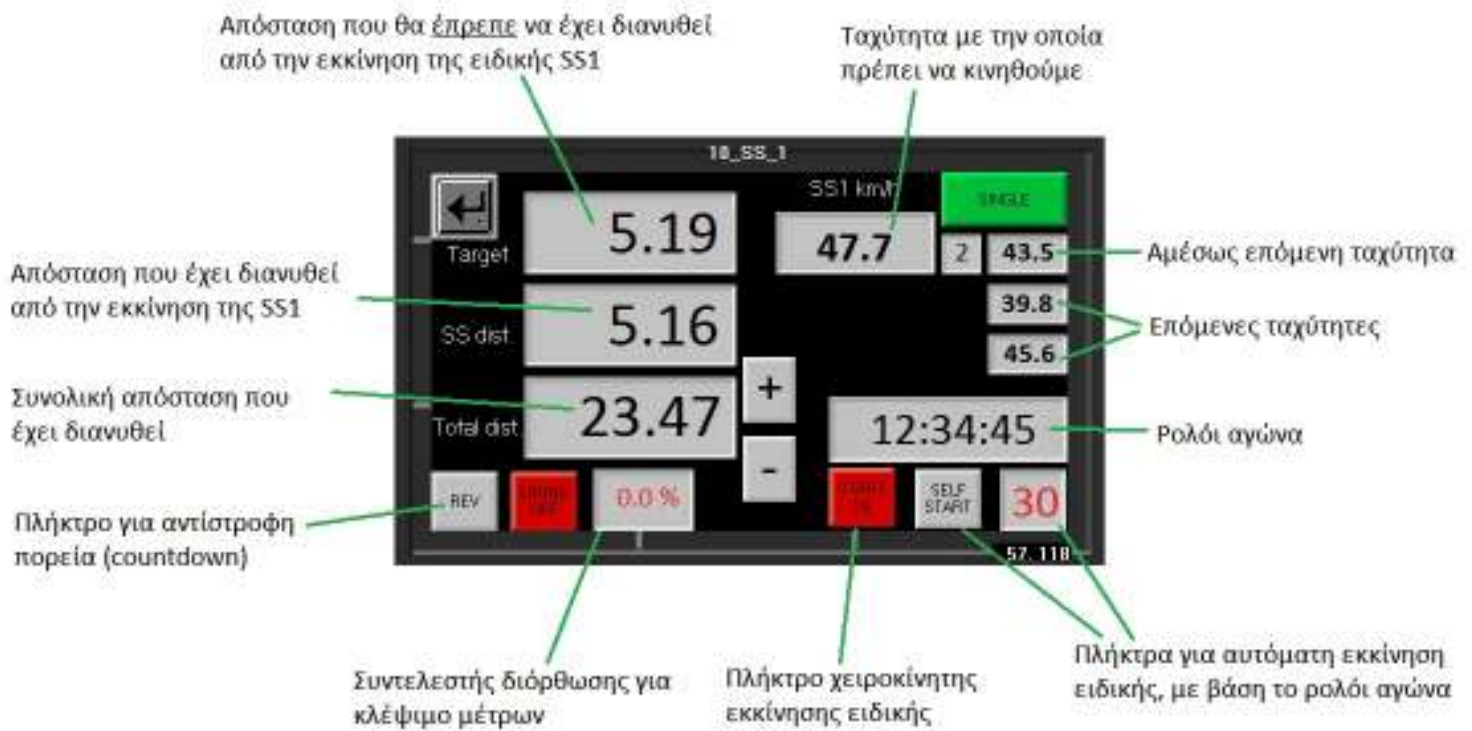 Απόσταση που θα έπρεπε να έχει διανυθεί
από την εκκίνηση της ειδικής SS1
Ταχύτητα με την οποία
πρέπει να κινηθούμε
10_SS_1
SS1 km/h
SINGLE
Target
5.19
47.7
2
43.5
Αμέσως επόμενη ταχύτητα
Απόσταση που έχει διανυθεί
από την εκκίνηση της SS1
SS dist.
5.16
39.8
45.6
Επόμενες ταχύτητες
Συνολική απόσταση που
έχει διανυθεί
Total dist
23.47
+
-
12:34:45
Ρολόι αγώνα
REV
0.0 %
START
SELF
START
30
57. 118
Πλήκτρο για αντίστροφη
πορεία (countdown)
Συντελεστής διόρθωσης για
κλέψιμο μέτρων
Πλήκτρο χειροκίνητης
εκκίνησης ειδικής
Πλήκτρα για αυτόματη εκκίνηση
ειδικής, με βάση το ρολόι αγώνα